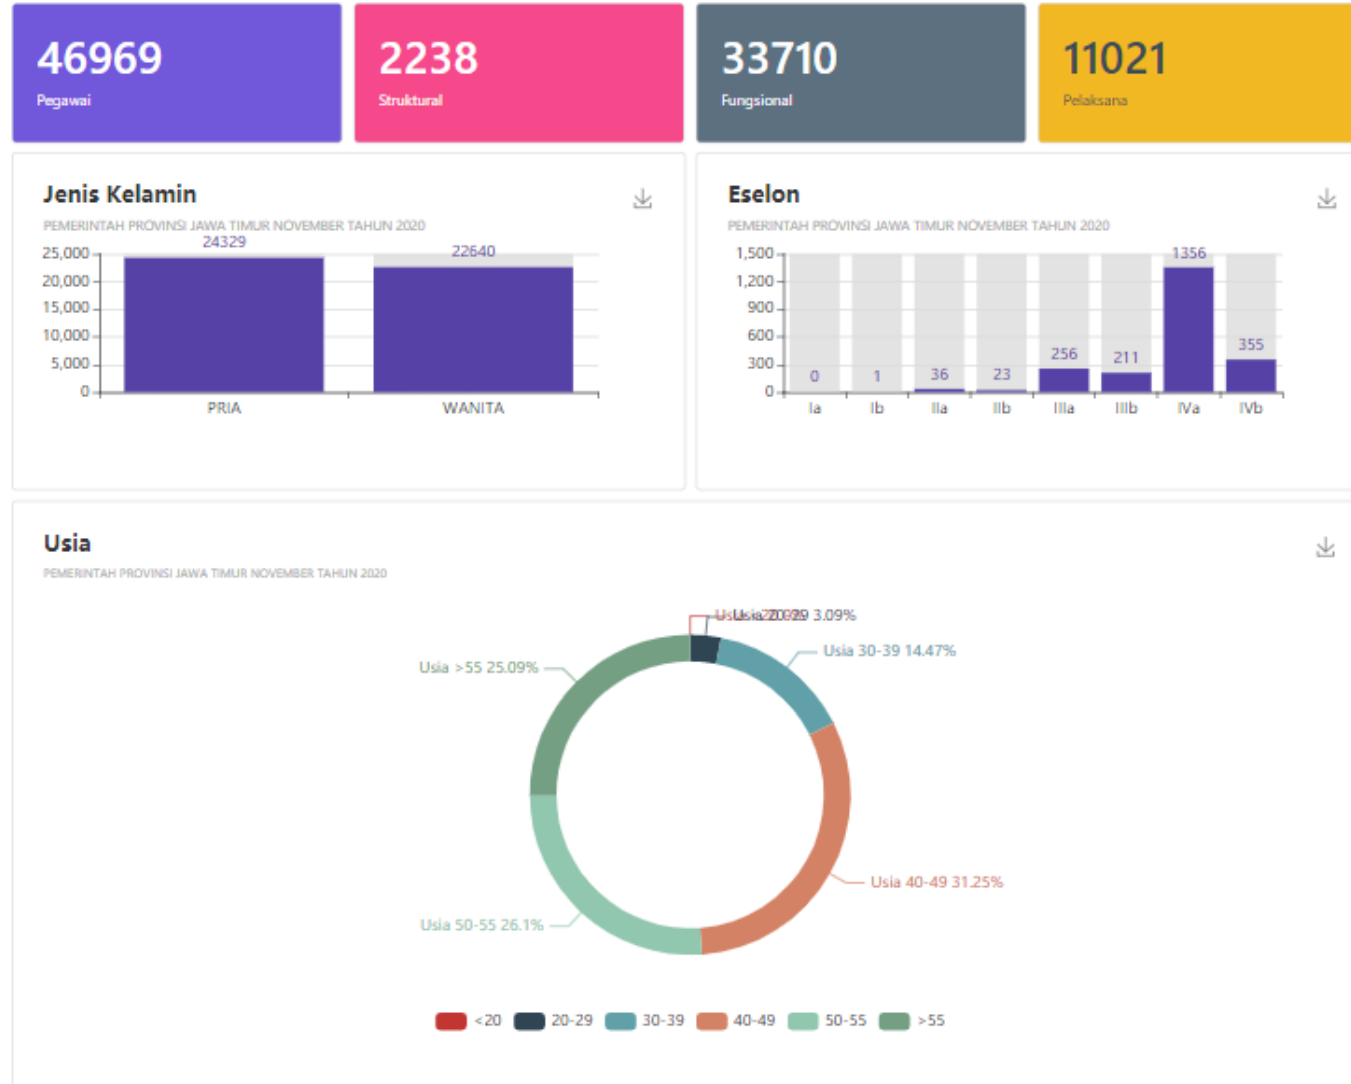 46969
Pegawai
2238
Struktural
33710
Fungsional
11021
Pelaksana
Jenis Kelamin
PEMERINTAH PROVINSI JAWA TIMUR NOVEMBER TAHUN 2020
24329
22640
25,000
20,000
15,000
10,000
5,000
0
PRIA
WANITA
Eselon
PEMERINTAH PROVINSI JAWA TIMUR NOVEMBER TAHUN 2020
1,500
1,200
900
600
300
0
0
1
36
23
256
211
1356
355
Ia
Ib
IIa
IIb
IIIa
IIIb
IVa
IVb
Usia
PEMERINTAH PROVINSI JAWA TIMUR NOVEMBER TAHUN 2020
Usia 20-29 3.09%
Usia 30-39 14.47%
Usia >55 25.09%
Usia 40-49 31.25%
Usia 50-55 26.1%
<20
20-29
30-39
40-49
50-55
>55